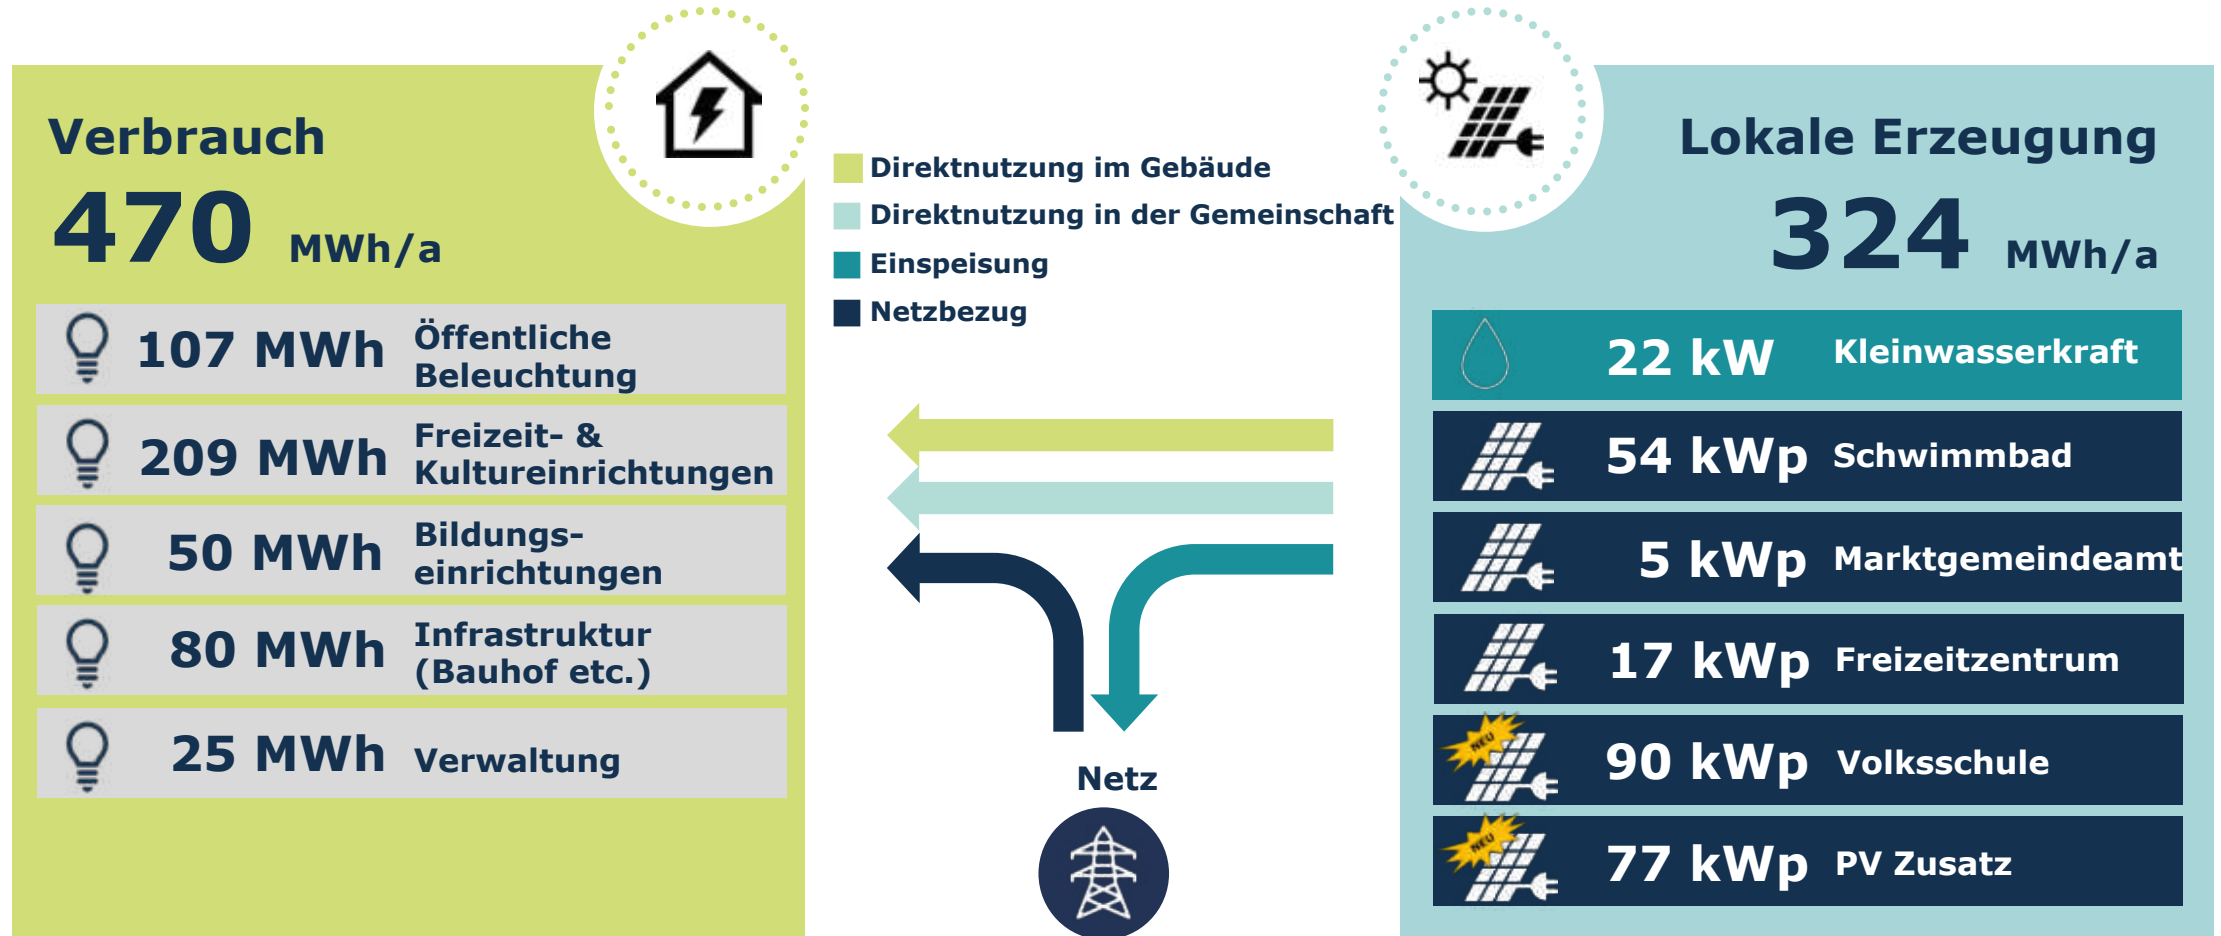 Verbrauch
470 MWh/a
107 MWh Öffentliche
Beleuchtung
209 MWh Freizeit- &
Kultureinrichtungen
50 MWh Bildungs-
einrichtungen
80 MWh Infrastruktur
(Bauhof etc.)
25 MWh Verwaltung
Direktnutzung im Gebäude
Direktnutzung in der Gemeinschaft
Einspeisung
Netzbezug
Netz
Lokale Erzeugung
324 MWh/a
22 kW Kleinwasserkraft
54 kWp Schwimmbad
5 kWp Marktgemeindeamt
17 kWp Freizeitzentrum
NEU 90 kWp Volksschule
NEU 77 kWp PV Zusatz